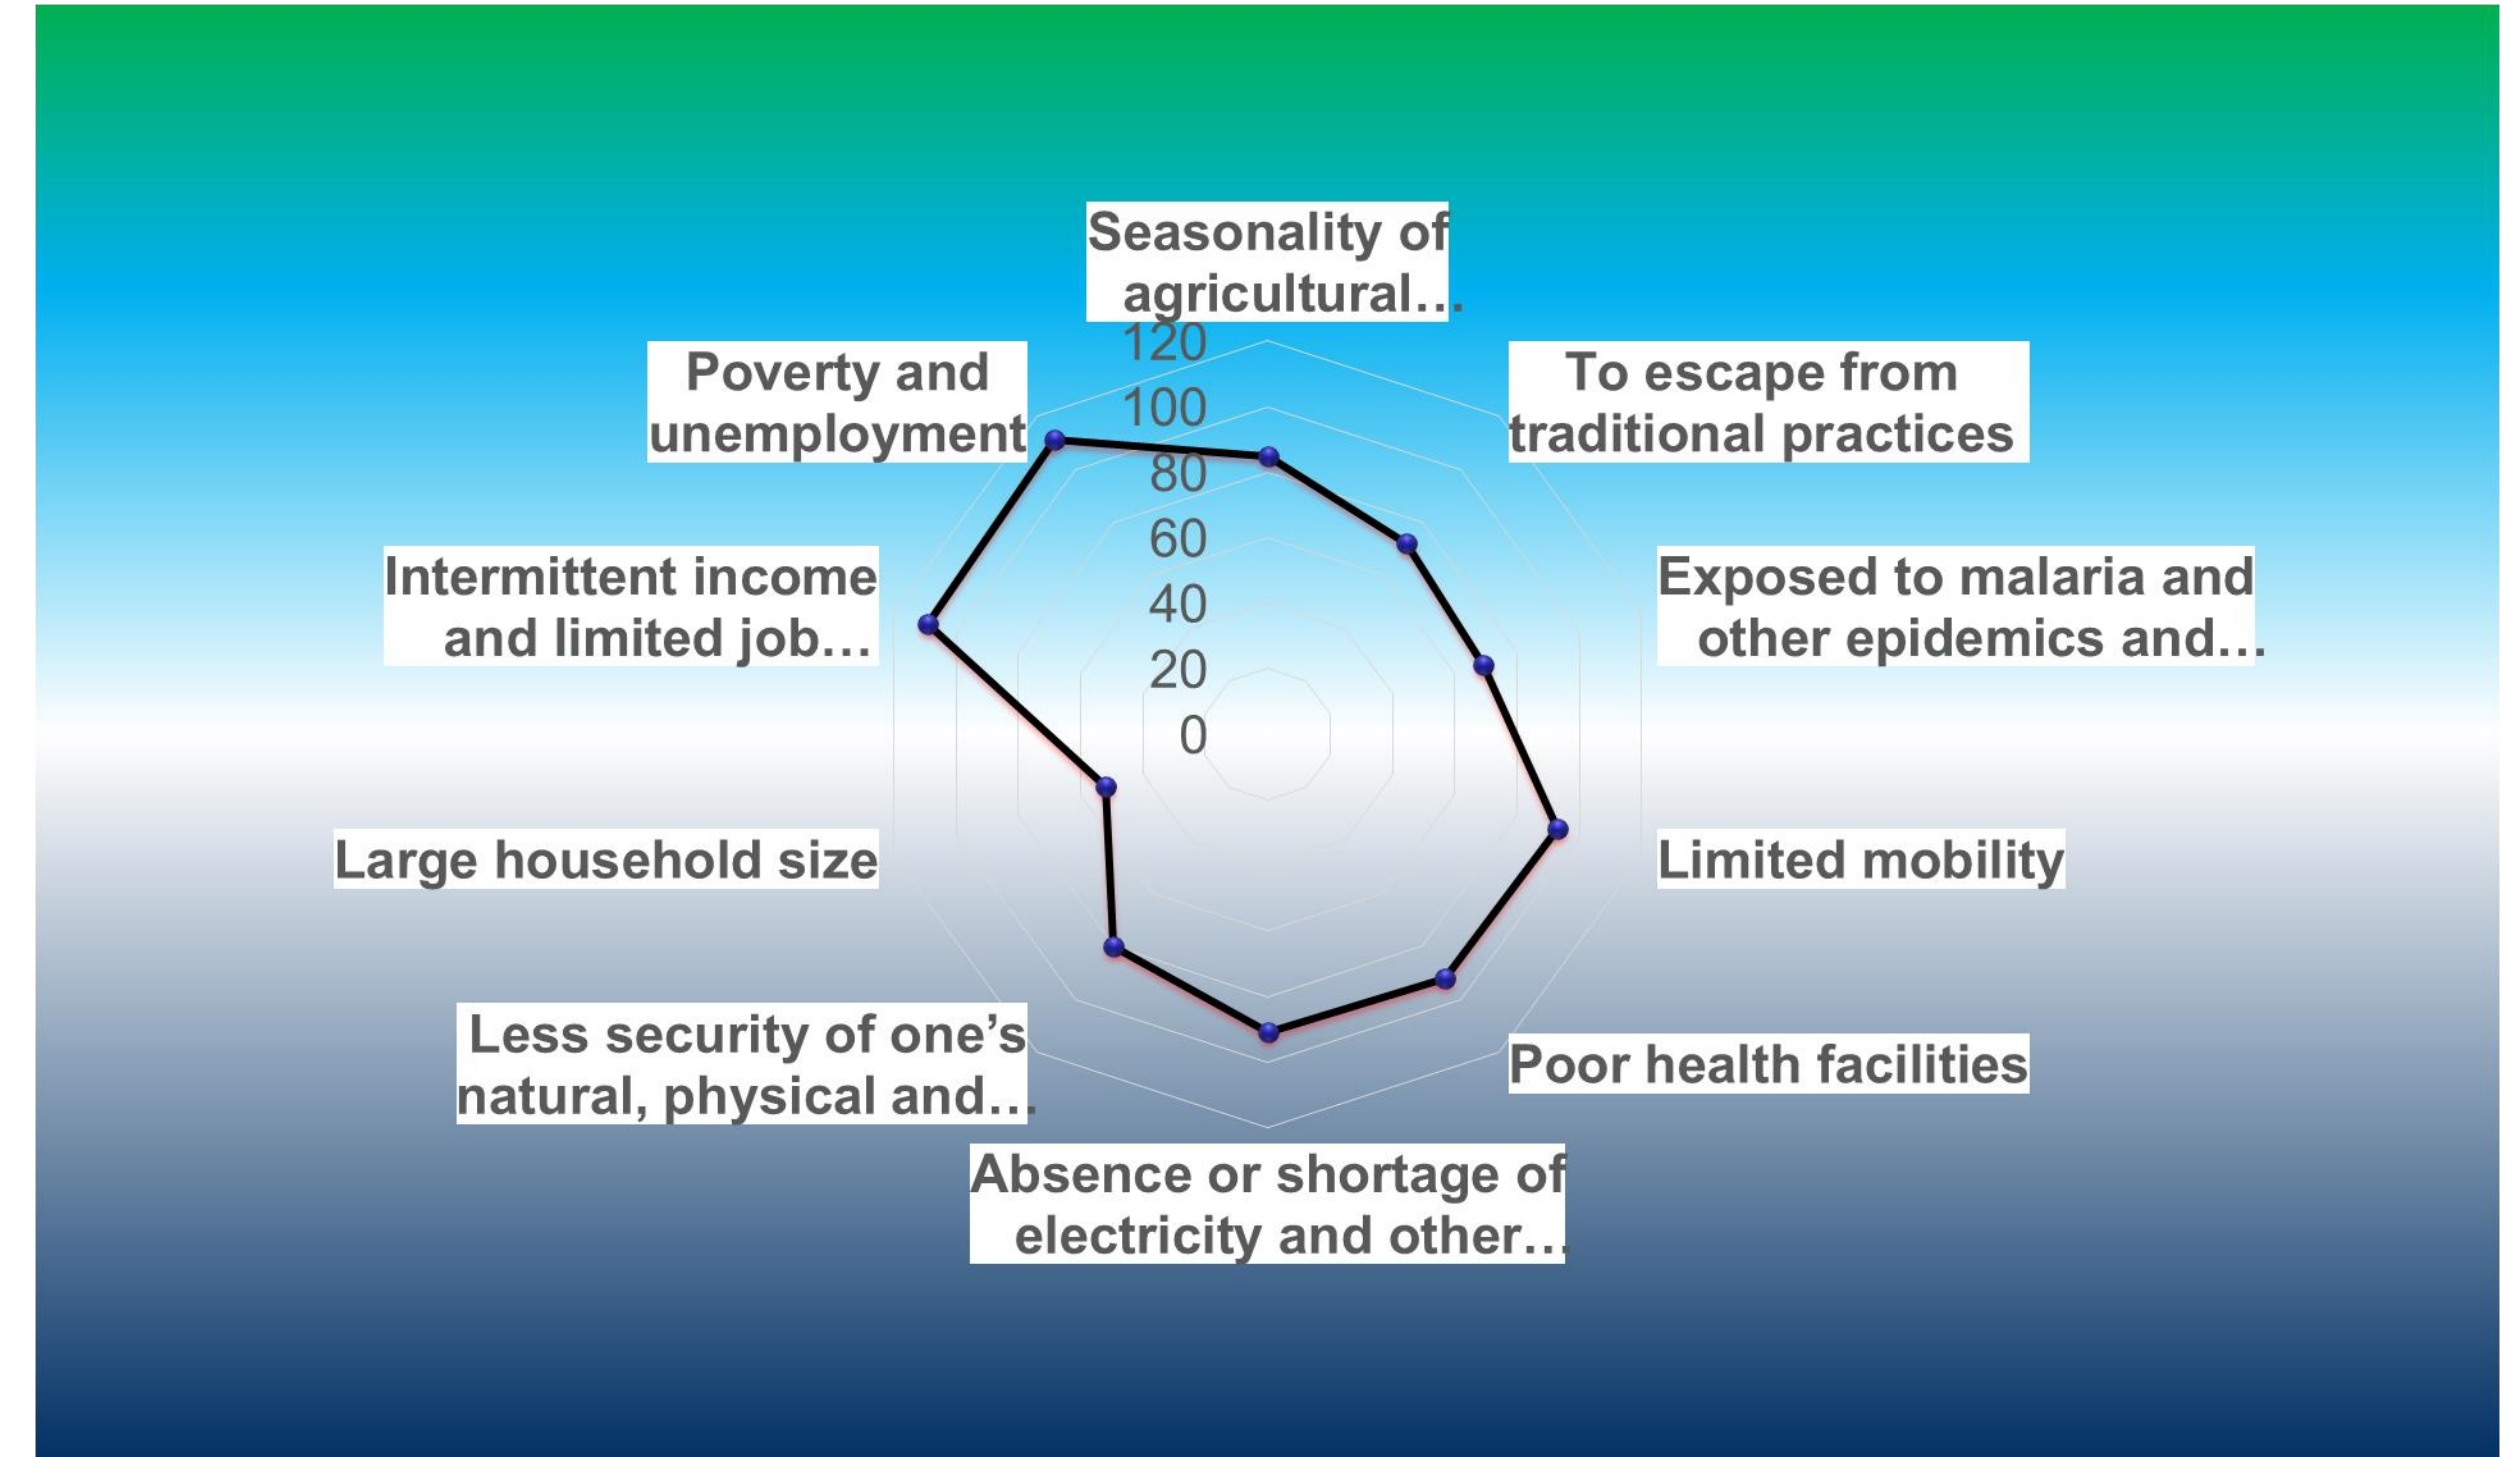 Seasonality of
agricultural…
120
100
80
60
40
20
0
To escape from
traditional practices
Exposed to malaria and
other epidemics and…
Limited mobility
Poor health facilities
Absence or shortage of
electricity and other…
Less security of one’s
natural, physical and…
Large household size
Intermittent income
and limited job…
Poverty and
unemployment